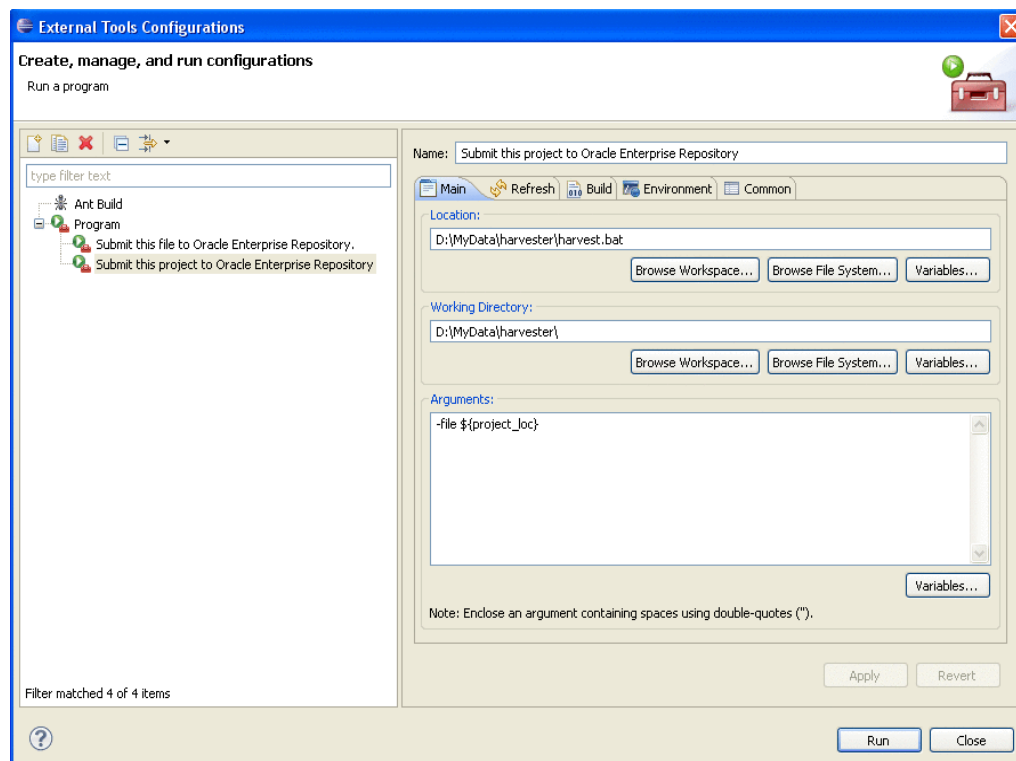 External Tools Configurations
Create, manage, and run configurations
Run a program
Name: Submit this project to Oracle Enterprise Repository
type filter text
Main Refresh Build Environment Common
Ant Build
Program
Submit this file to Oracle Enterprise Repository.
Submit this project to Oracle Enterprise Repository
Location:
D:\MyData\harvester\harvest.bat
Browse Workspace... Browse File System... Variables...
Working Directory:
D:\MyData\harvester\
Browse Workspace... Browse File System... Variables...
Arguments:
-file ${project_loc}
Variables...
Note: Enclose an argument containing spaces using double-quotes (").
Apply Revert
Filter matched 4 of 4 items
? Run Close